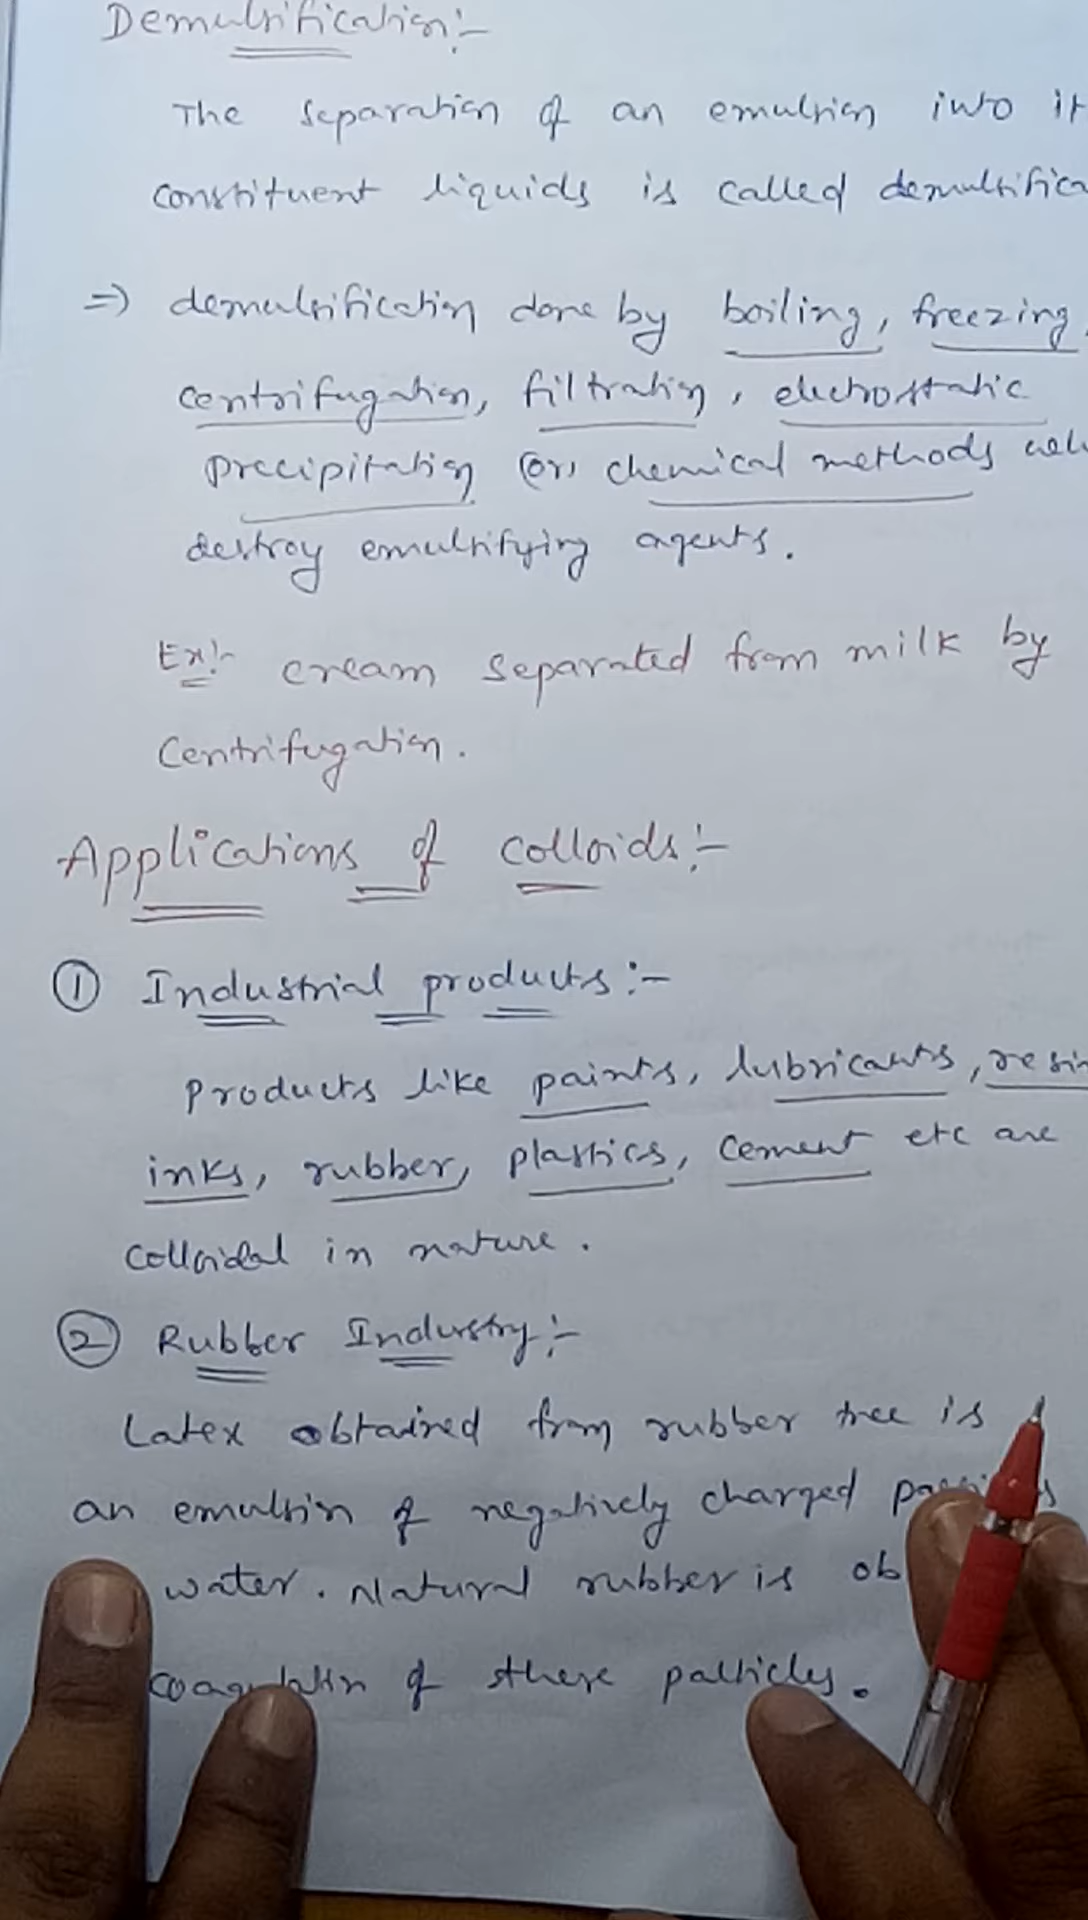 Demulsification:-
The separation of an emulsion into it
constituent liquids is called demulsifica
=) demulsification done by boiling, freezing,
centrifugation, filtration, electrostatic
precipitation (or) chemical methods
destroy emulsifying agents.
Ex:- cream separated from milk by
Centrifugation.
Applications of colloids:-
① Industrial products:-
Products like paints, lubricants, resin
inks, rubber, plastics, cement etc are
colloidal in nature.
② Rubber Industry:-
Latex obtained from rubber tree is
an emulsion of negatively charged
water. Natural rubber is ob
coagulation of these particles.